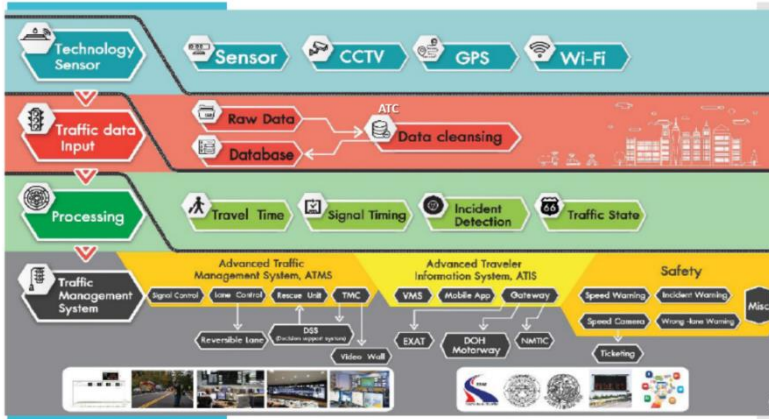 Technology
Sensor
Sensor
CCTV
GPS
Wi-Fi
Traffic data
Input
Raw Data
Database
ATC
Data cleansing
Processing
Travel Time
Signal Timing
Incident
Detection
66
Traffic State
Traffic
Management
System
Advanced Traffic
Management System, ATMS
Signal Control
Lane Control
Rescue Unit
TMC
Reversible Lane
DSS
(Decision support system)
Video Wall
Advanced Traveler
Information System, ATIS
VMS
Mobile App
Gateway
EXAT
DOH
Motorway
NMTIC
Safety
Speed Warning
Incident Warning
Speed Camera
Wrong-lane Warning
Ticketing
Misc